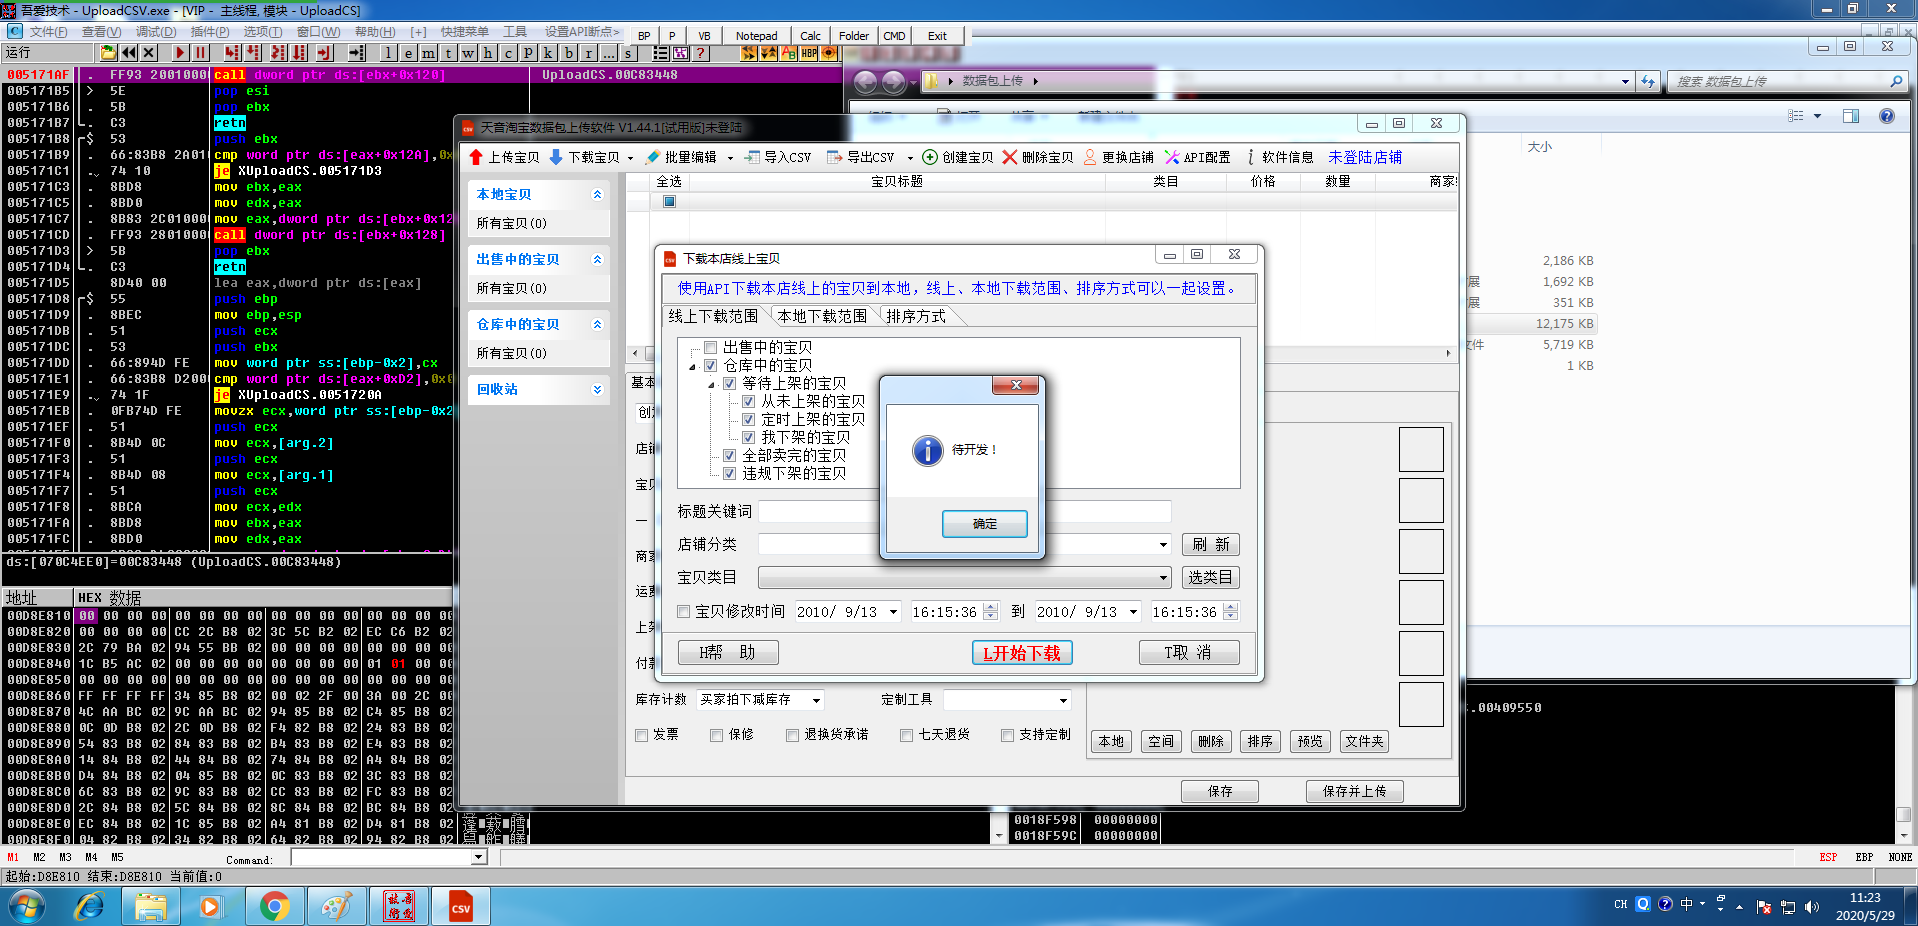 吾爱技术 - UploadCSV.exe - [VIP - 主线程, 模块 - UploadCS]
文件(F) 查看(V) 调试(D) 插件(P) 选项(T) 窗口(W) 帮助(H) [+] 快捷菜单 工具 设置API断点>
BP P VB Notepad Calc Folder CMD Exit
运行
l e m t w h c p k b r ... s
005171AF . FF93 2001000 call dword ptr ds:[ebx+0x120] UploadCS.00C83448
005171B5 > 5E pop esi
005171B6 . 5B pop ebx
005171B7 . C3 retn
005171B8 $ 53 push ebx
005171B9 . 66:83B8 2A01 cmp word ptr ds:[eax+0x12A],0x
005171C1 . 74 10 je XUploadCS.005171D3
005171C3 . 8BD8 mov ebx,eax
005171C5 . 8BD0 mov edx,eax
005171C7 . 8B83 2C01000 mov eax,dword ptr ds:[ebx+0x12
005171CD . FF93 2801000 call dword ptr ds:[ebx+0x128]
005171D3 > 5B pop ebx
005171D4 . C3 retn
005171D5 8D40 00 lea eax,dword ptr ds:[eax]
005171D8 $ 55 push ebp
005171D9 . 8BEC mov ebp,esp
005171DB . 51 push ecx
005171DC . 53 push ebx
005171DD . 66:894D FE mov word ptr ss:[ebp-0x2],cx
005171E1 . 66:83B8 D200 cmp word ptr ds:[eax+0xD2],0x0
005171E9 . 74 1F je XUploadCS.0051720A
005171EB . 0FB74D FE movzx ecx,word ptr ss:[ebp-0x2
005171EF . 51 push ecx
005171F0 . 8B4D 0C mov ecx,[arg.2]
005171F3 . 51 push ecx
005171F4 . 8B4D 08 mov ecx,[arg.1]
005171F7 . 51 push ecx
005171F8 . 8BCA mov ecx,edx
005171FA . 8BD8 mov ebx,eax
005171FC . 8BD0 mov edx,eax
ds:[070C4EE0]=00C83448 (UploadCS.00C83448)
地址 HEX 数据
00D8E810 00 00 00 00 00 00 00 00 00 00 00 00 00 00 00
00D8E820 00 00 00 00 CC 2C B8 02 3C 5C B2 02 EC C6 B2 02
00D8E830 2C 79 BA 02 94 55 BB 02 00 00 00 00 00 00 00
00D8E840 1C B5 AC 02 00 00 00 00 00 00 00 00 01 01 00 00
00D8E850 00 00 00 00 00 00 00 00 00 00 00 00 00 00 00
00D8E860 FF FF FF FF 34 85 B8 02 00 02 2F 00 3A 00 2C 00
00D8E870 4C AA BC 02 9C AA BC 02 94 85 B8 02 C4 85 B8 02
00D8E880 0C 0D B8 02 2C 0D B8 02 F4 82 B8 02 24 83 B8 02
00D8E890 54 83 B8 02 84 83 B8 02 B4 83 B8 02 E4 83 B8 02
00D8E8A0 14 84 B8 02 44 84 B8 02 74 84 B8 02 A4 84 B8 02
00D8E8B0 D4 84 B8 02 04 85 B8 02 0C 83 B8 02 3C 83 B8 02
00D8E8C0 6C 83 B8 02 9C 83 B8 02 CC 83 B8 02 FC 83 B8 02
00D8E8D0 2C 84 B8 02 5C 84 B8 02 8C 84 B8 02 BC 84 B8 02
00D8E8E0 EC 84 B8 02 1C 85 B8 02 A4 81 B8 02 D4 81 B8 02
00D8E8F0 04 82 B8 02 34 82 B8 02 64 82 B8 02 94 82 B8 02
0018F598 00000000
0018F59C 00000000
.00409550
M1 M2 M3 M4 M5 Command: ESP EBP NONE
起始:D8E810 结束:D8E810 当前值:0
数据包上传
搜索 数据包上传
大小
2,186 KB
1,692 KB
351 KB
12,175 KB
5,719 KB
1 KB
天音淘宝数据包上传软件 V1.44.1[试用版]未登陆
上传宝贝 下载宝贝 批量编辑 导入CSV 导出CSV 创建宝贝 删除宝贝 更换店铺 API配置 软件信息 未登陆店铺
本地宝贝
所有宝贝(0)
出售中的宝贝
所有宝贝(0)
仓库中的宝贝
所有宝贝(0)
回收站
全选 宝贝标题 类目 价格 数量 商家
下载本店线上宝贝
使用API下载本店线上的宝贝到本地，线上、本地下载范围、排序方式可以一起设置。
线上下载范围 本地下载范围 排序方式
出售中的宝贝
仓库中的宝贝
等待上架的宝贝
从未上架的宝贝
定时上架的宝贝
我下架的宝贝
全部卖完的宝贝
违规下架的宝贝
待开发！
确定
标题关键词
店铺分类 刷 新
宝贝类目 选类目
宝贝修改时间 2010/ 9/13 16:15:36 到 2010/ 9/13 16:15:36
H帮 助 L开始下载 T取 消
库存计数 买家拍下减库存 定制工具
发票 保修 退换货承诺 七天退货 支持定制
本地 空间 删除 排序 预览 文件夹
保存 保存并上传
CH 中 11:23
2020/5/29